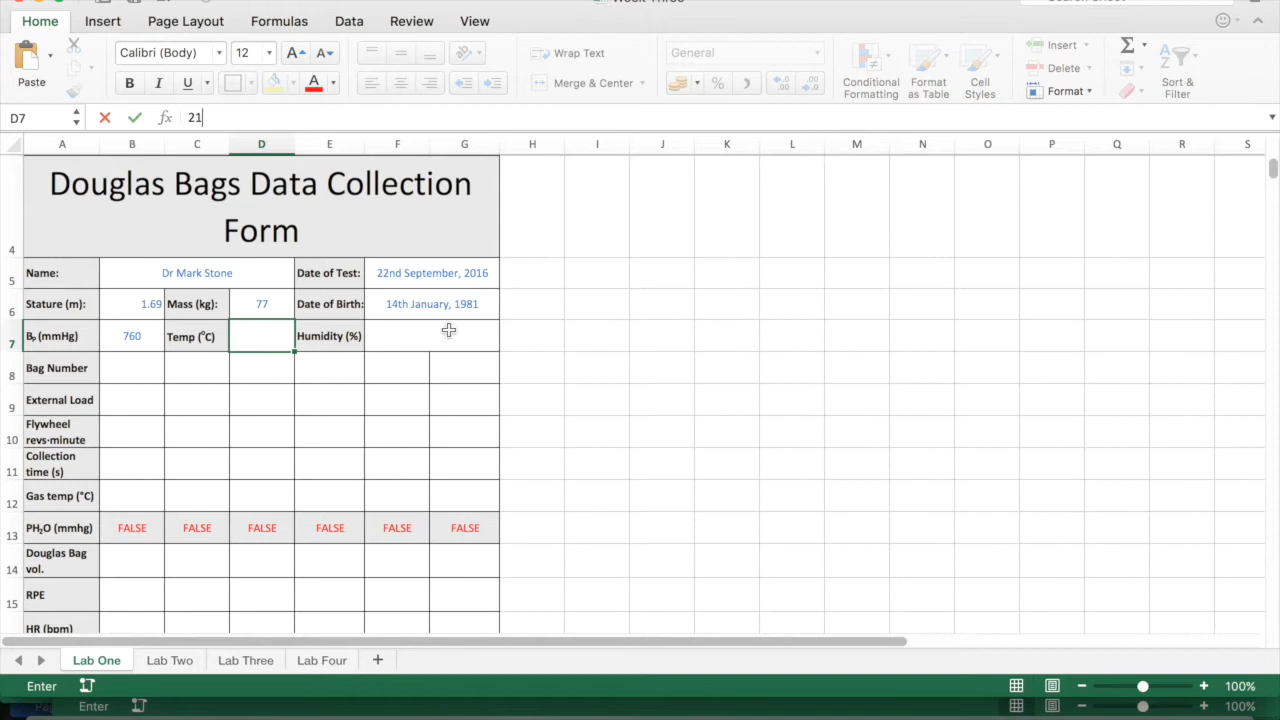 Home Insert Page Layout Formulas Data Review View
Paste Calibri (Body) 12 A A Wrap Text General Insert
B I U A Merge & Center % Conditional Formatting Format as Table Cell Styles Delete Format Sort & Filter
D7 fx 21
A B C D E F G H I J K L M N O P Q R S
4 Douglas Bags Data Collection
Form
5 Name: Dr Mark Stone Date of Test: 22nd September, 2016
6 Stature (m): 1.69 Mass (kg): 77 Date of Birth: 14th January, 1981
7 Bₚ (mmHg) 760 Temp (⁰C) Humidity (%)
8 Bag Number
9 External Load
10 Flywheel
revs·minute
11 Collection
time (s)
12 Gas temp (°C)
13 PH₂O (mmhg) FALSE FALSE FALSE FALSE FALSE FALSE
14 Douglas Bag
vol.
15 RPE
HR (bpm)
Lab One Lab Two Lab Three Lab Four +
Enter 100%
Enter 100%